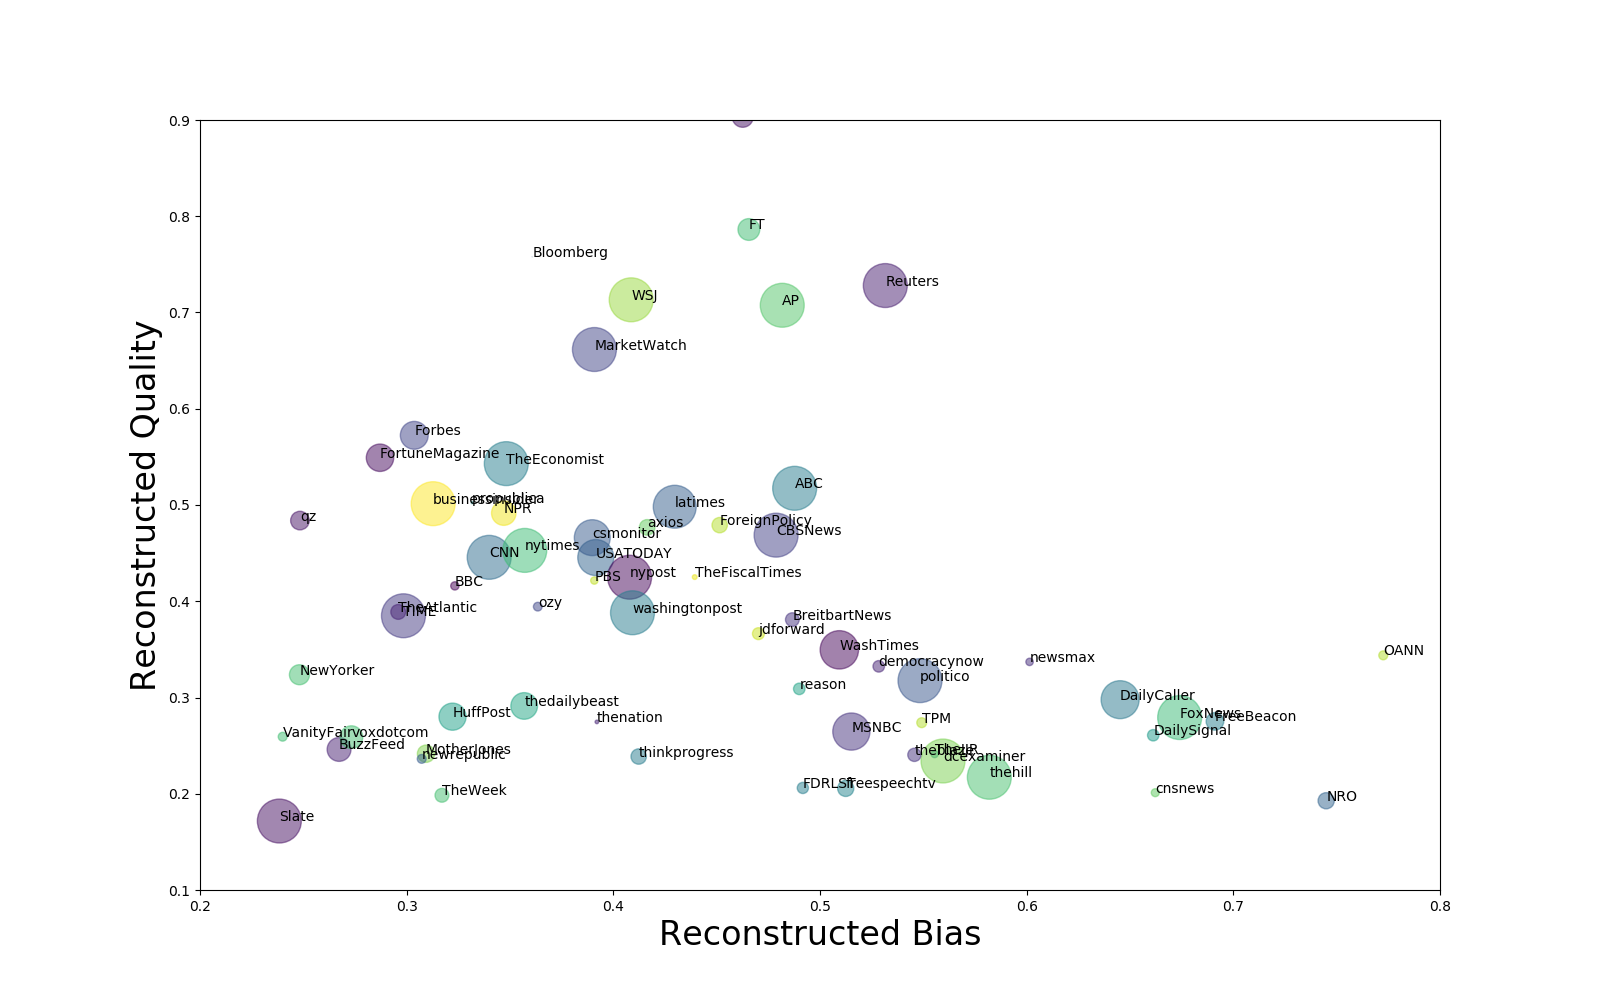 0.9
0.8
0.7
0.6
0.5
0.4
0.3
0.2
0.1
Reconstructed Quality
FT
Bloomberg
Reuters
WSJ
AP
MarketWatch
Forbes
FortuneMagazine
TheEconomist
ABC
businessinsider
propublica
latimes
NPR
qz
axios
ForeignPolicy
CBSNews
csmonitor
nytimes
CNN
USATODAY
nypost
TheFiscalTimes
PBS
BBC
ozy
TheAtlantic
TIME
washingtonpost
BreitbartNews
jdforward
WashTimes
democracynow
newsmax
OANN
NewYorker
politico
reason
DailyCaller
thedailybeast
HuffPost
thenation
TPM
FoxNews
FreeBeacon
MSNBC
DailySignal
VanityFair
voxdotcom
BuzzFeed
MotherJones
newrepublic
thinkprogress
theblaze
TheIJR
dcexaminer
thehill
FDRLST
freespeechtv
TheWeek
cnsnews
NRO
Slate
0.2
0.3
0.4
0.5
0.6
0.7
0.8
Reconstructed Bias